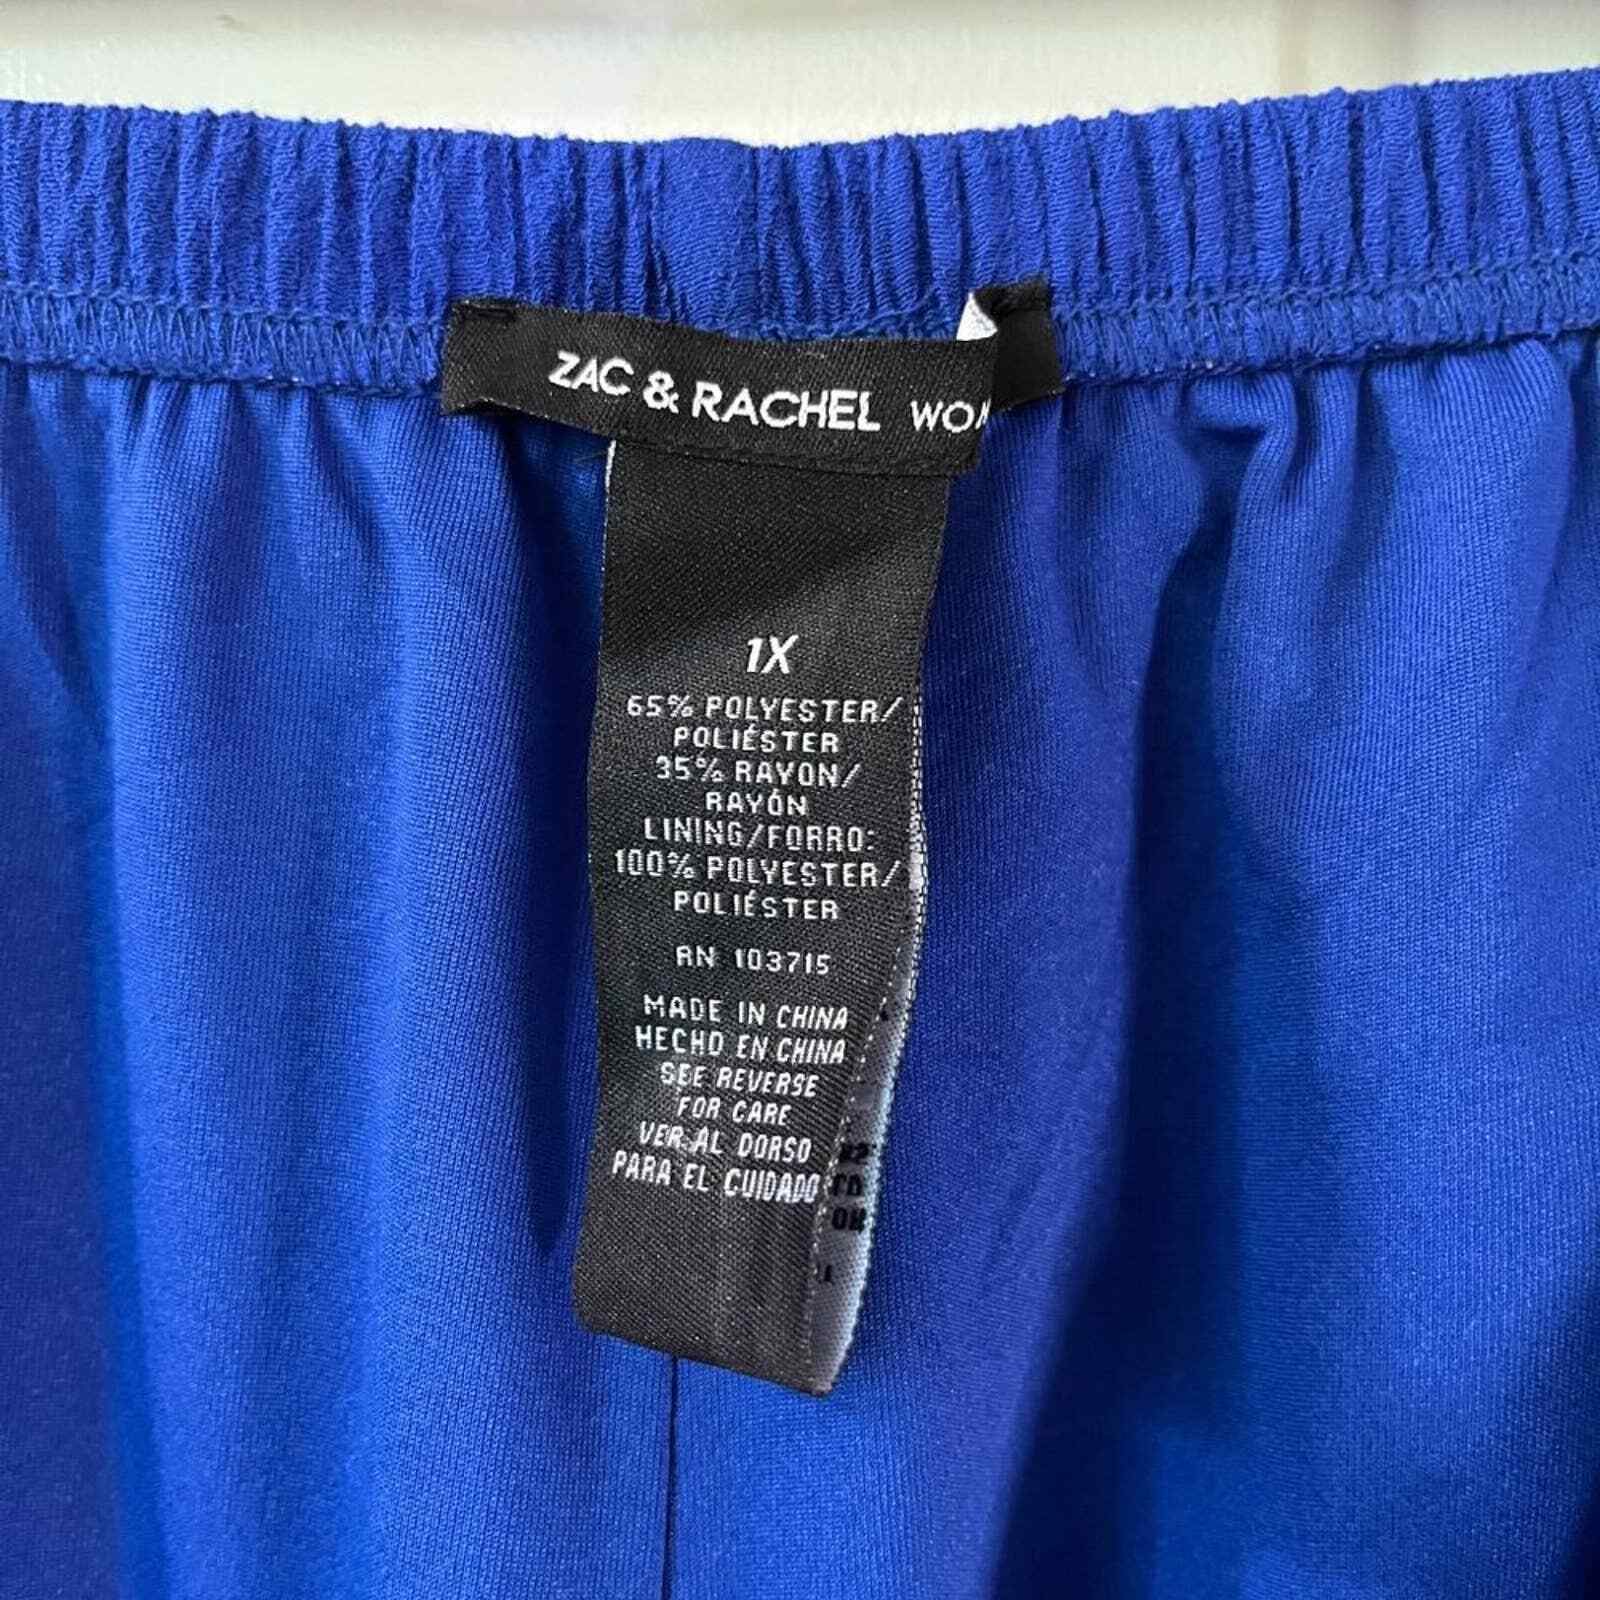 ZAC & RACHEL
1X
65% POLYESTER/
POLIÉSTER
35% RAYON/
RAYÓN
LINING/FORRO:
100% POLYESTER/
POLIÉSTER
RN 103715
MADE IN CHINA
HECHO EN CHINA
SEE REVERSE
FOR CARE
VER AL DORSO
PARA EL CUIDADO